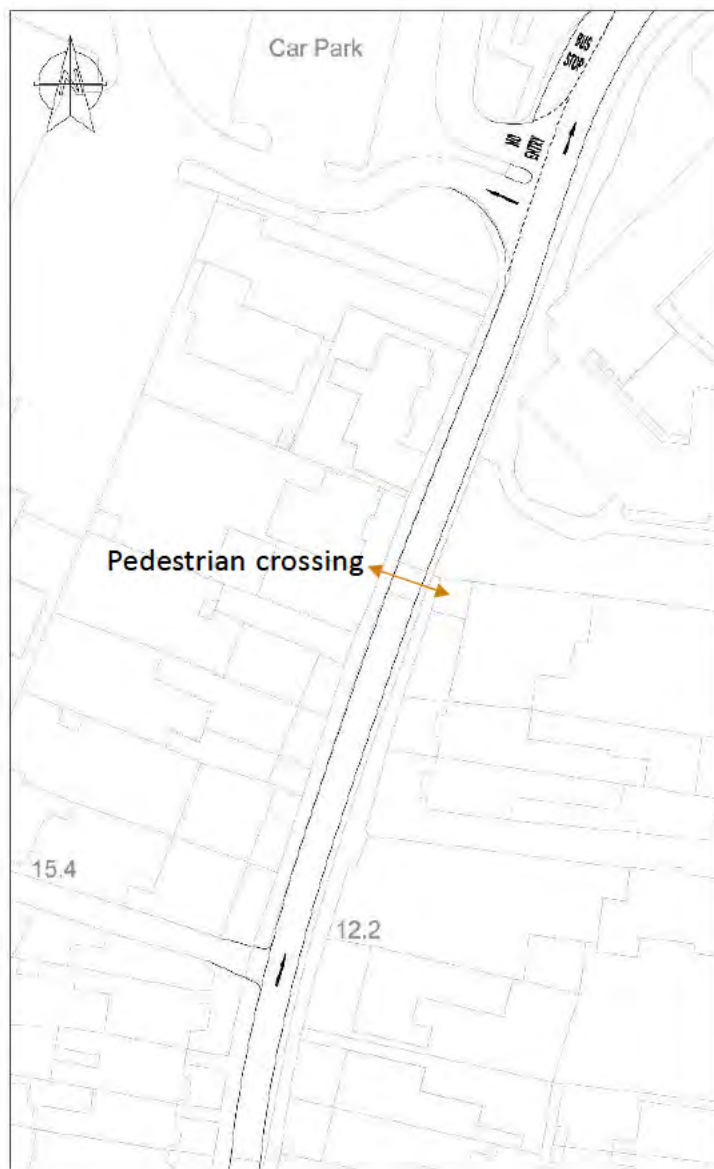 Car Park
BUS
STOP
NO
ENTRY
Pedestrian crossing
15.4
12.2